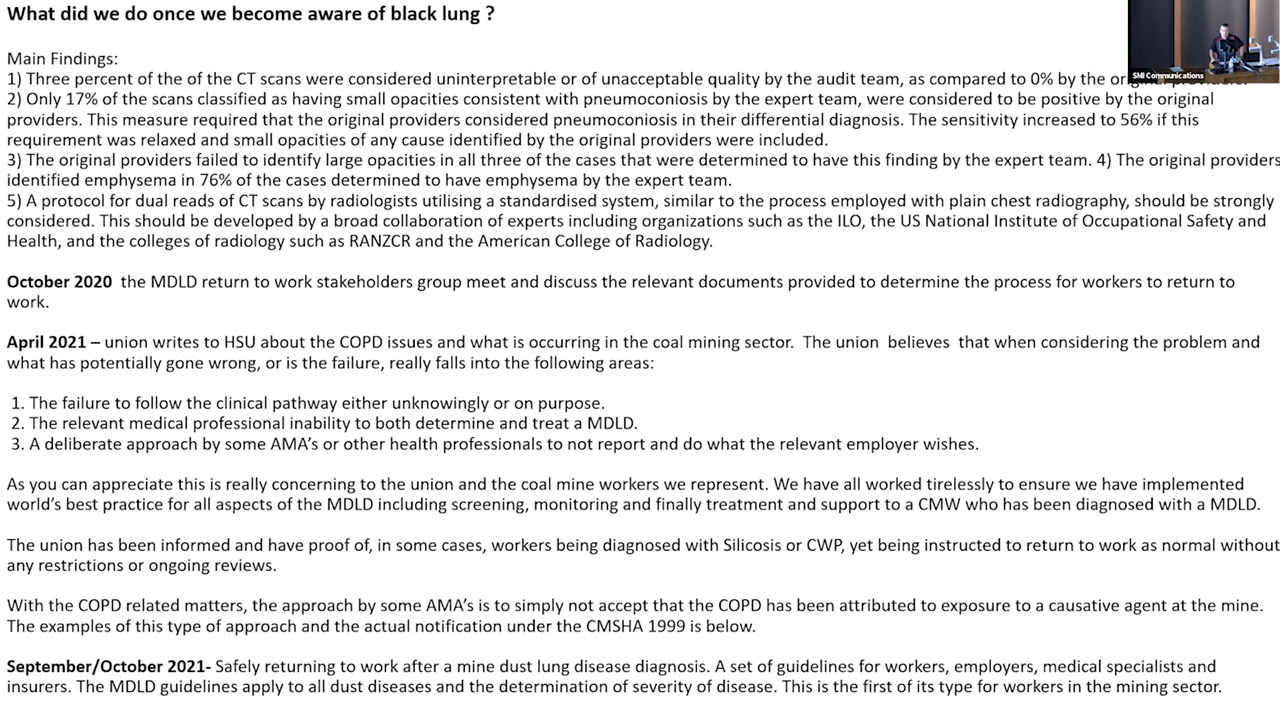 What did we do once we become aware of black lung ?
SMI Communications
Main Findings:
1) Three percent of the of the CT scans were considered uninterpretable or of unacceptable quality by the audit team, as compared to 0% by the
2) Only 17% of the scans classified as having small opacities consistent with pneumoconiosis by the expert team, were considered to be positive by the original
providers. This measure required that the original providers considered pneumoconiosis in their differential diagnosis. The sensitivity increased to 56% if this
requirement was relaxed and small opacities of any cause identified by the original providers were included.
3) The original providers failed to identify large opacities in all three of the cases that were determined to have this finding by the expert team. 4) The original providers
identified emphysema in 76% of the cases determined to have emphysema by the expert team.
5) A protocol for dual reads of CT scans by radiologists utilising a standardised system, similar to the process employed with plain chest radiography, should be strongly
considered. This should be developed by a broad collaboration of experts including organizations such as the ILO, the US National Institute of Occupational Safety and
Health, and the colleges of radiology such as RANZCR and the American College of Radiology.
October 2020 the MDLD return to work stakeholders group meet and discuss the relevant documents provided to determine the process for workers to return to
work.
April 2021 – union writes to HSU about the COPD issues and what is occurring in the coal mining sector. The union believes that when considering the problem and
what has potentially gone wrong, or is the failure, really falls into the following areas:
1. The failure to follow the clinical pathway either unknowingly or on purpose.
2. The relevant medical professional inability to both determine and treat a MDLD.
3. A deliberate approach by some AMA's or other health professionals to not report and do what the relevant employer wishes.
As you can appreciate this is really concerning to the union and the coal mine workers we represent. We have all worked tirelessly to ensure we have implemented
world's best practice for all aspects of the MDLD including screening, monitoring and finally treatment and support to a CMW who has been diagnosed with a MDLD.
The union has been informed and have proof of, in some cases, workers being diagnosed with Silicosis or CWP, yet being instructed to return to work as normal without
any restrictions or ongoing reviews.
With the COPD related matters, the approach by some AMA's is to simply not accept that the COPD has been attributed to exposure to a causative agent at the mine.
The examples of this type of approach and the actual notification under the CMSHA 1999 is below.
September/October 2021- Safely returning to work after a mine dust lung disease diagnosis. A set of guidelines for workers, employers, medical specialists and
insurers. The MDLD guidelines apply to all dust diseases and the determination of severity of disease. This is the first of its type for workers in the mining sector.